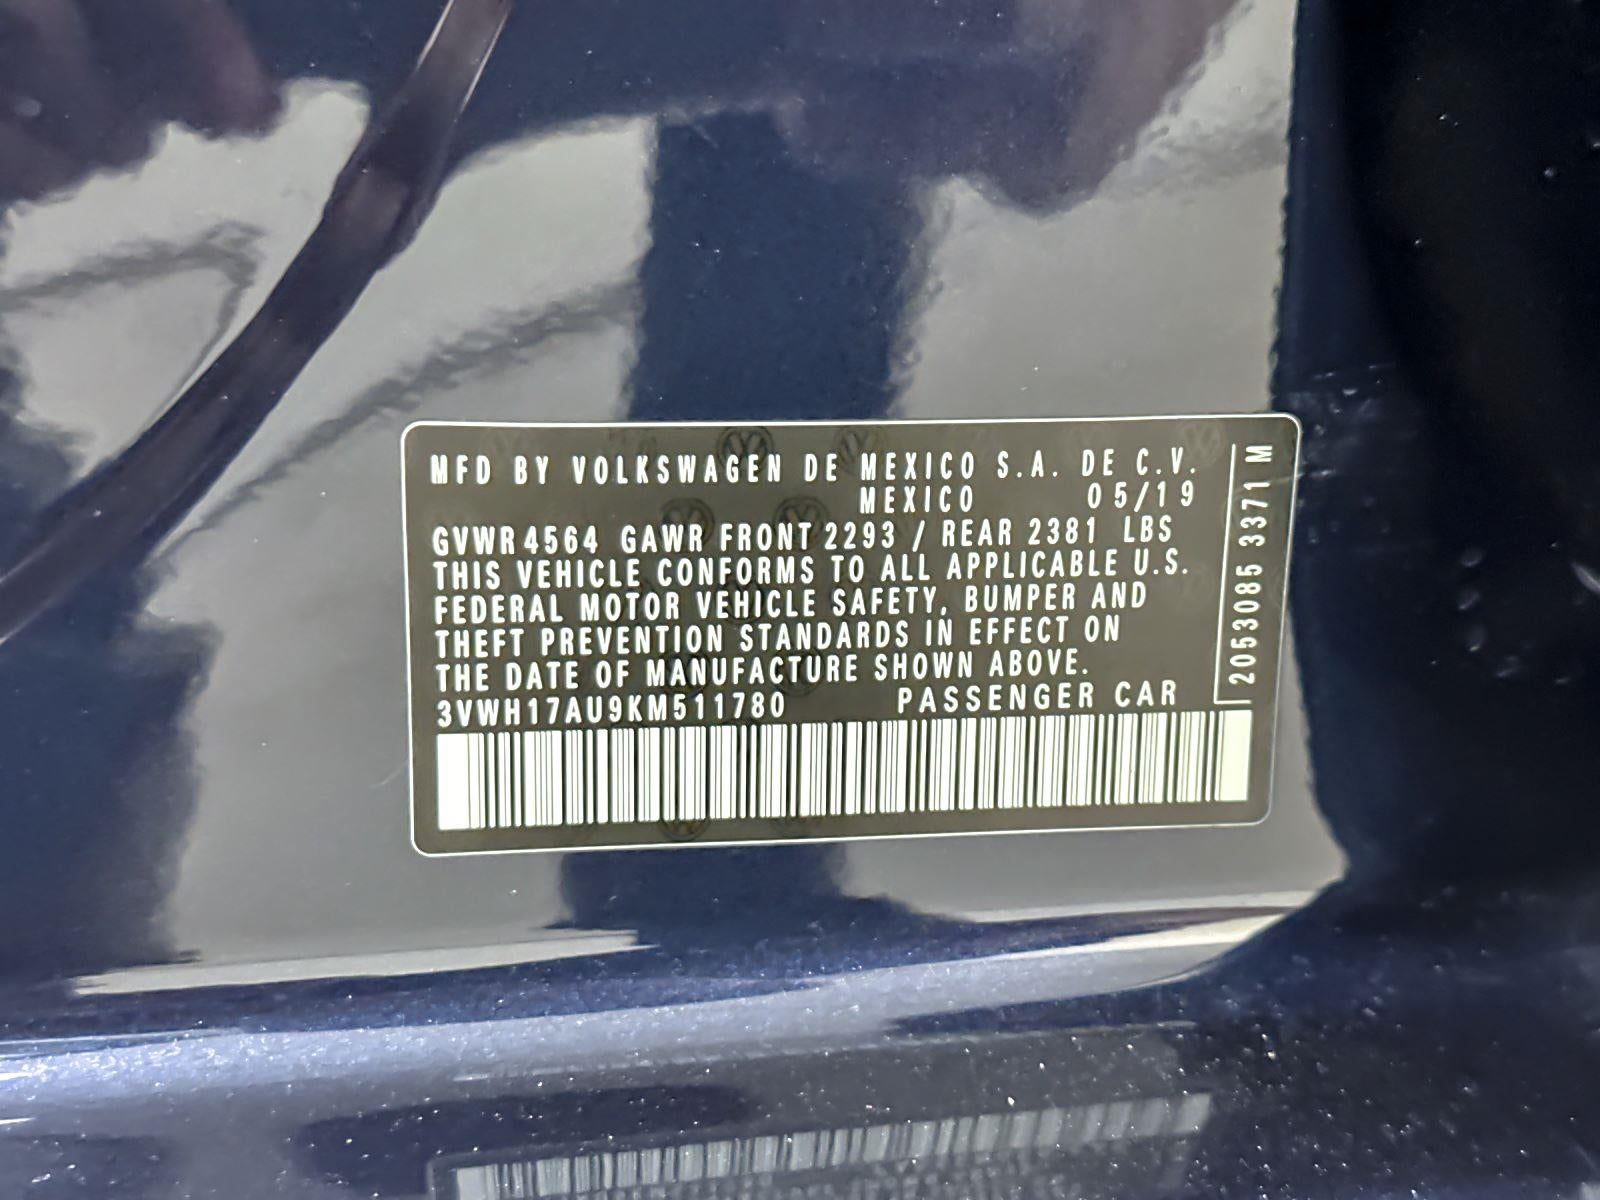 MFD BY VOLKSWAGEN DE MEXICO S.A. DE C.V.
MEXICO 05/19
GVWR 4564 GAWR FRONT 2293 / REAR 2381 LBS
THIS VEHICLE CONFORMS TO ALL APPLICABLE U.S.
FEDERAL MOTOR VEHICLE SAFETY, BUMPER AND
THEFT PREVENTION STANDARDS IN EFFECT ON
THE DATE OF MANUFACTURE SHOWN ABOVE.
3VWH17AU9KM511780 PASSENGER CAR
2053085 3371 M